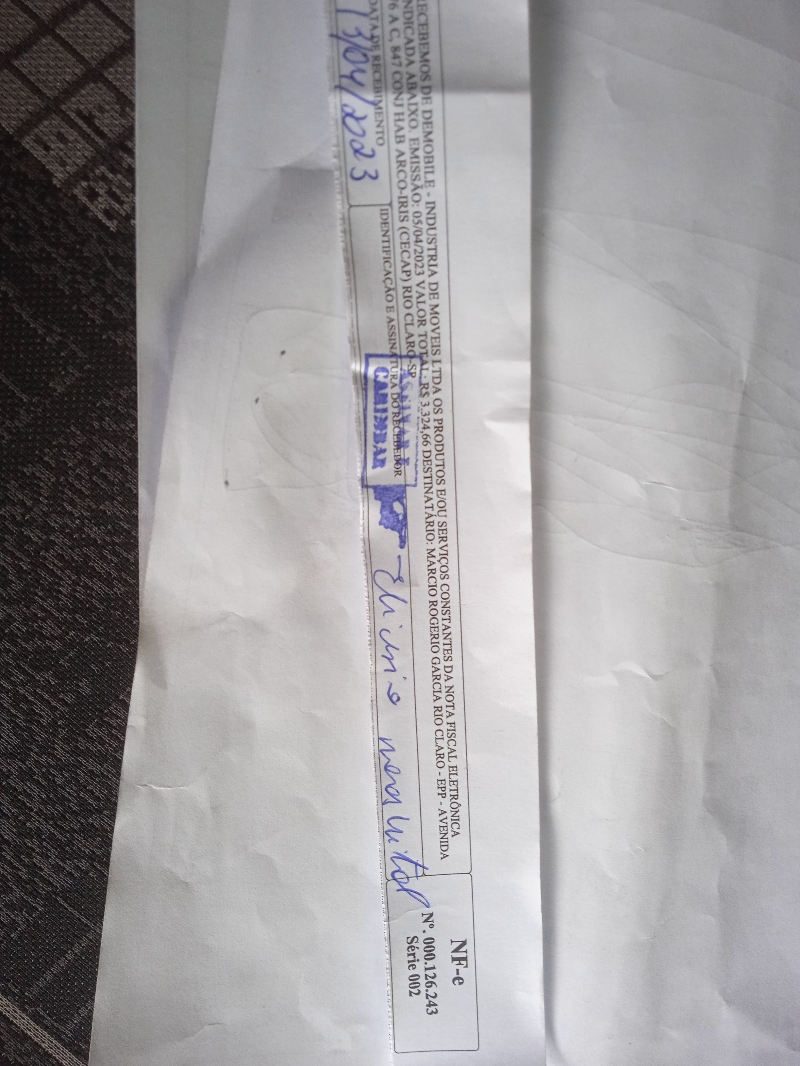 RECEBEMOS DE DEMOBILE - INDUSTRIA DE MOVEIS LTDA OS PRODUTOS E/OU SERVIÇOS CONSTANTES DA NOTA FISCAL ELETRÔNICA
INDICADA ABAIXO. EMISSÃO: 05/04/2023 VALOR TOTAL: R$ 3.324,66 DESTINATÁRIO: MARCIO ROGERIO GARCIA RIO CLARO - EPP - AVENIDA
76 A C, 847 CONJ HAB ARCO-IRIS (CECAP) RIO CLARO-SP
DATA DE RECEBIMENTO
13/04/2023
IDENTIFICAÇÃO E ASSINATURA DO RECEBEDOR
CARIMBAR
NF-e
Nº. 000.126.243
Série 002